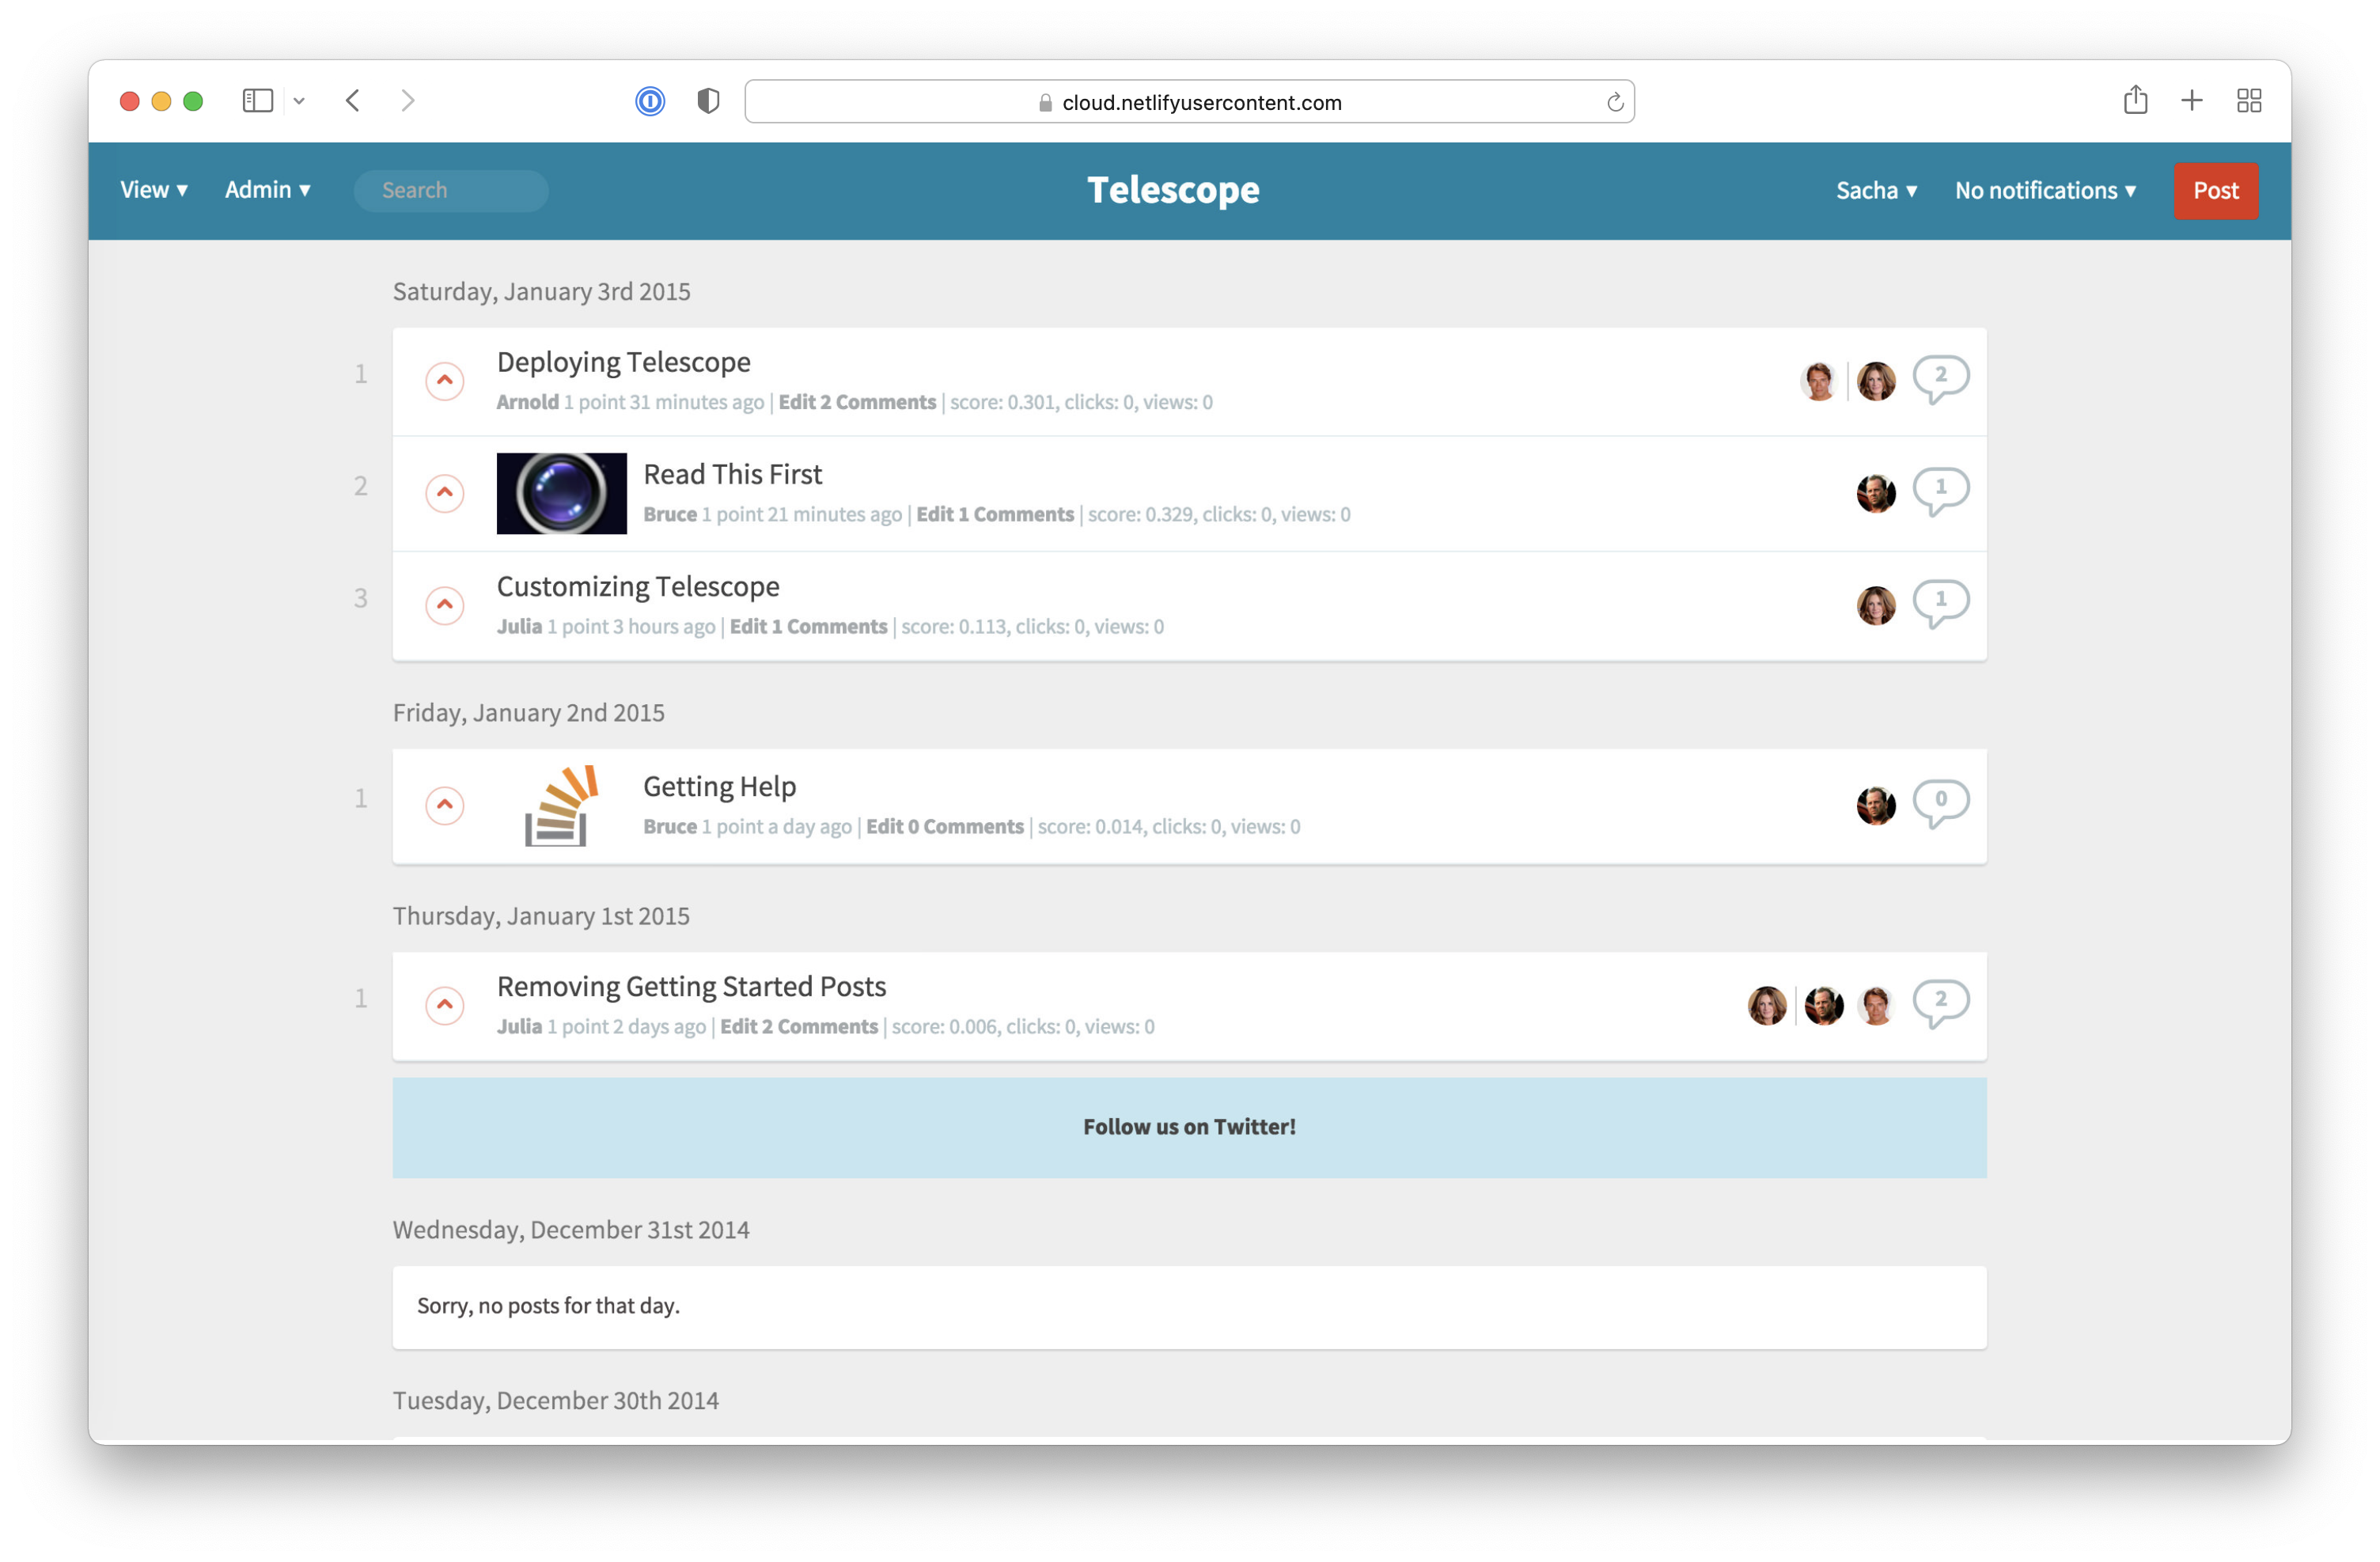 cloud.netlifyusercontent.com
View ▾ Admin ▾ Search Telescope Sacha ▾ No notifications ▾ Post
Saturday, January 3rd 2015
1 Deploying Telescope 2
Arnold 1 point 31 minutes ago | Edit 2 Comments | score: 0.301, clicks: 0, views: 0
2 Read This First 1
Bruce 1 point 21 minutes ago | Edit 1 Comments | score: 0.329, clicks: 0, views: 0
3 Customizing Telescope 1
Julia 1 point 3 hours ago | Edit 1 Comments | score: 0.113, clicks: 0, views: 0
Friday, January 2nd 2015
1 Getting Help 0
Bruce 1 point a day ago | Edit 0 Comments | score: 0.014, clicks: 0, views: 0
Thursday, January 1st 2015
1 Removing Getting Started Posts 2
Julia 1 point 2 days ago | Edit 2 Comments | score: 0.006, clicks: 0, views: 0
Follow us on Twitter!
Wednesday, December 31st 2014
Sorry, no posts for that day.
Tuesday, December 30th 2014